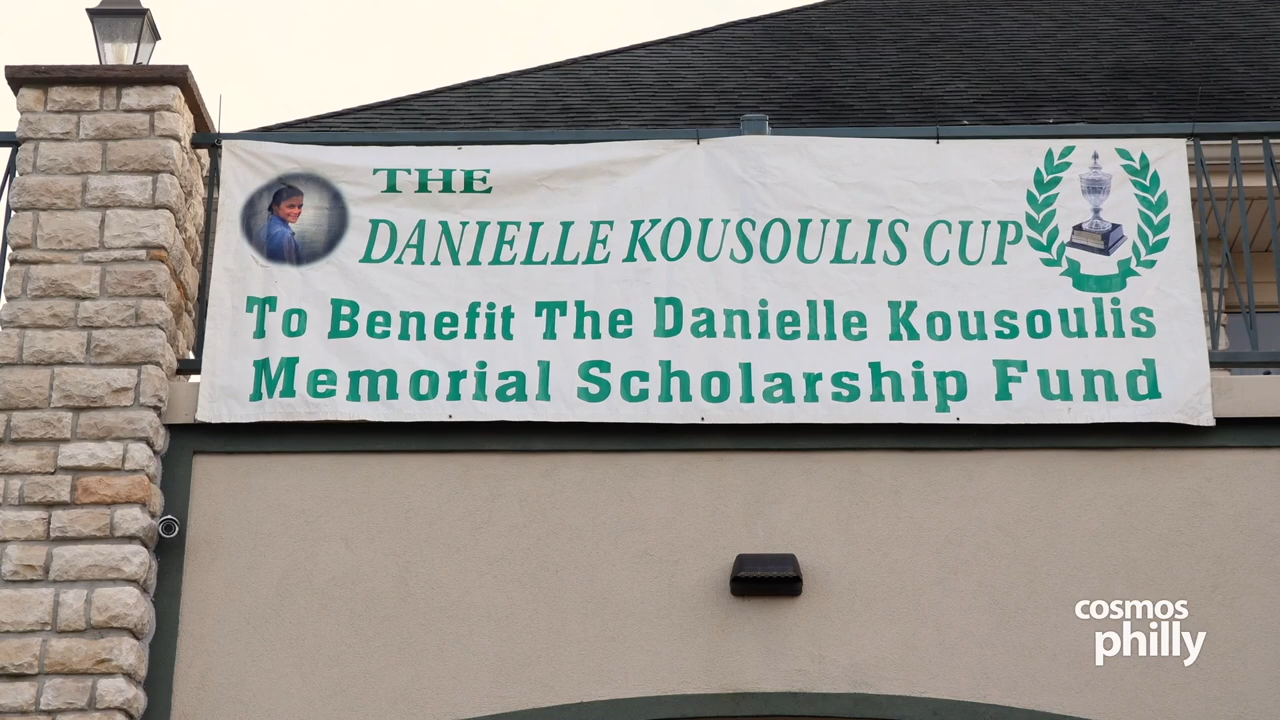 THE
DANIELLE KOUSOULIS CUP
To Benefit The Danielle Kousoulis
Memorial Scholarship Fund
cosmos
philly